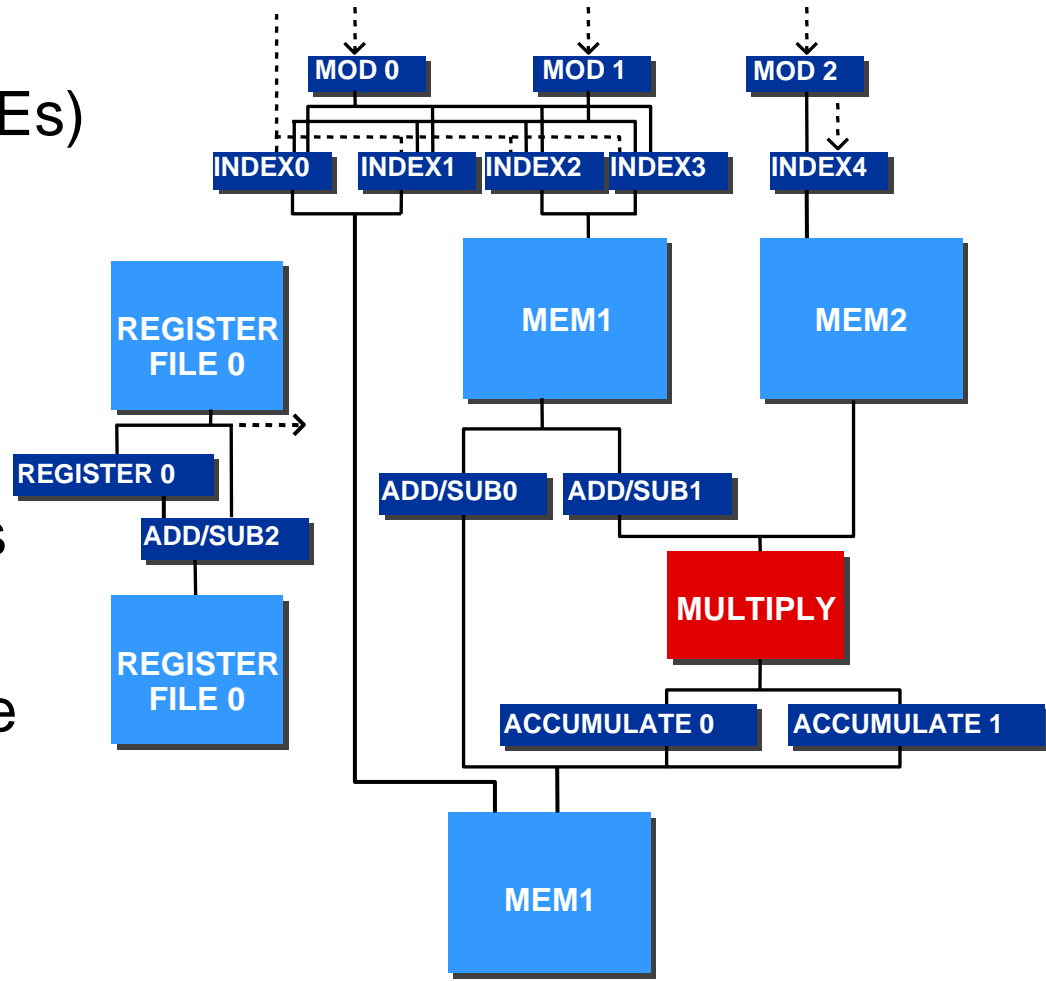 MOD 0
MOD 1
MOD 2
Es)
INDEX0
INDEX1
INDEX2
INDEX3
INDEX4
REGISTER
FILE 0
MEM1
MEM2
REGISTER 0
ADD/SUB0
ADD/SUB1
s
ADD/SUB2
MULTIPLY
REGISTER
FILE 0
e
ACCUMULATE 0
ACCUMULATE 1
MEM1